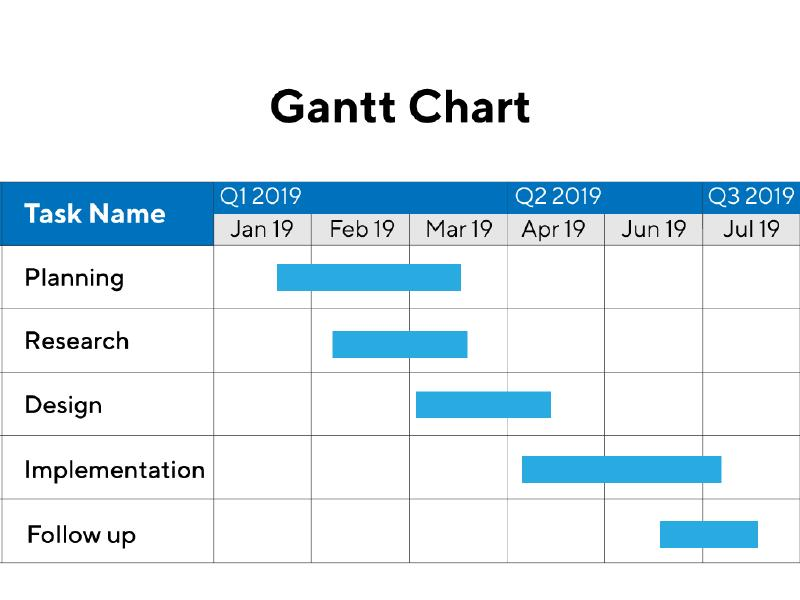 Gantt Chart
Task Name
Q1 2019 Q2 2019 Q3 2019
Jan 19 Feb 19 Mar 19 Apr 19 Jun 19 Jul 19
Planning
Research
Design
Implementation
Follow up